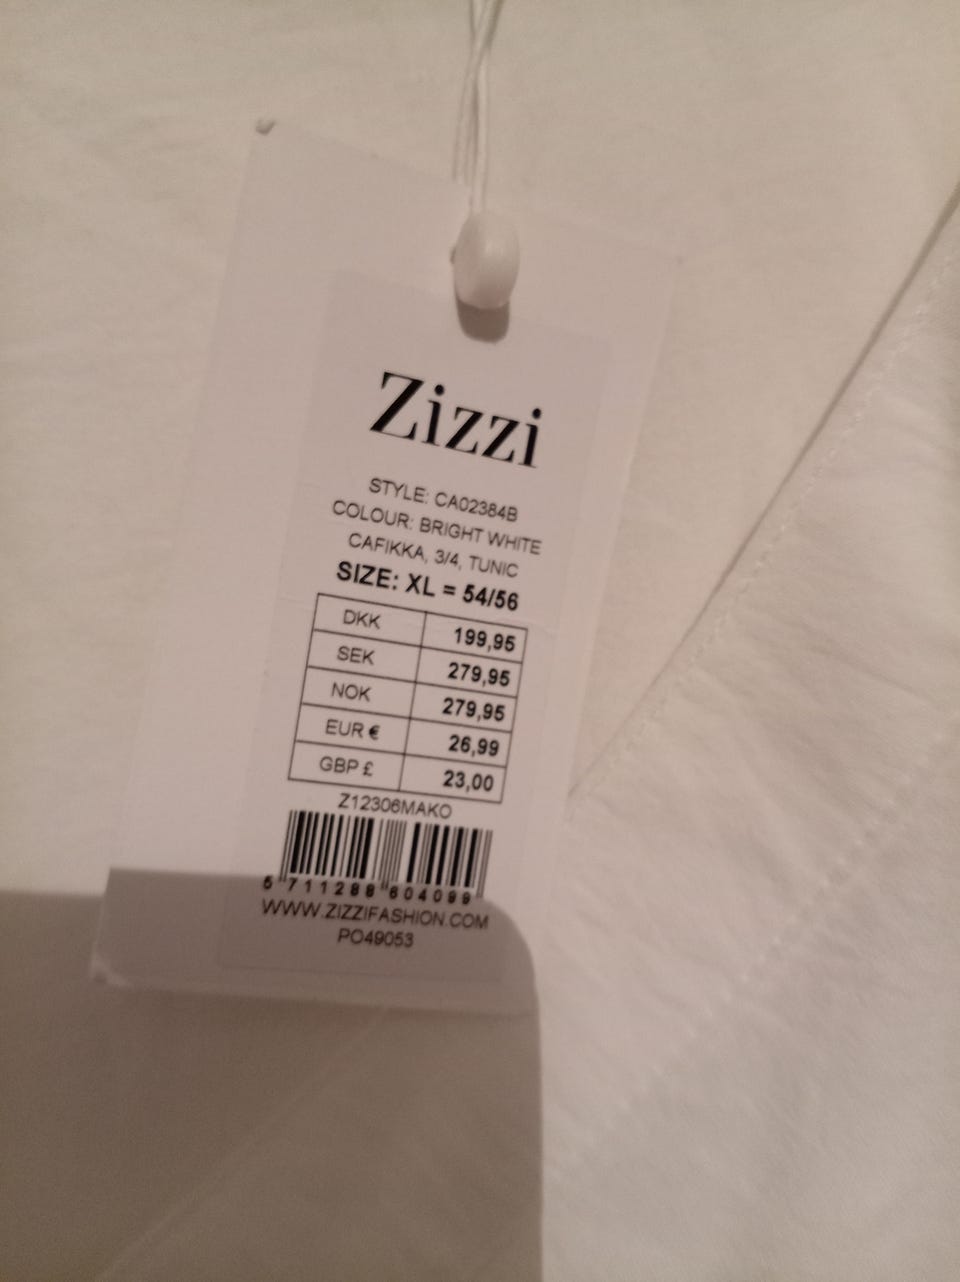 Zizzi
STYLE: CA02384B
COLOUR: BRIGHT WHITE
CAFIKKA, 3/4, TUNIC
SIZE: XL = 54/56
DKK 199,95
SEK 279,95
NOK 279,95
EUR € 26,99
GBP £ 23,00
Z12306MAKO
5 711288 604099
WWW.ZIZZIFASHION.COM
PO49053